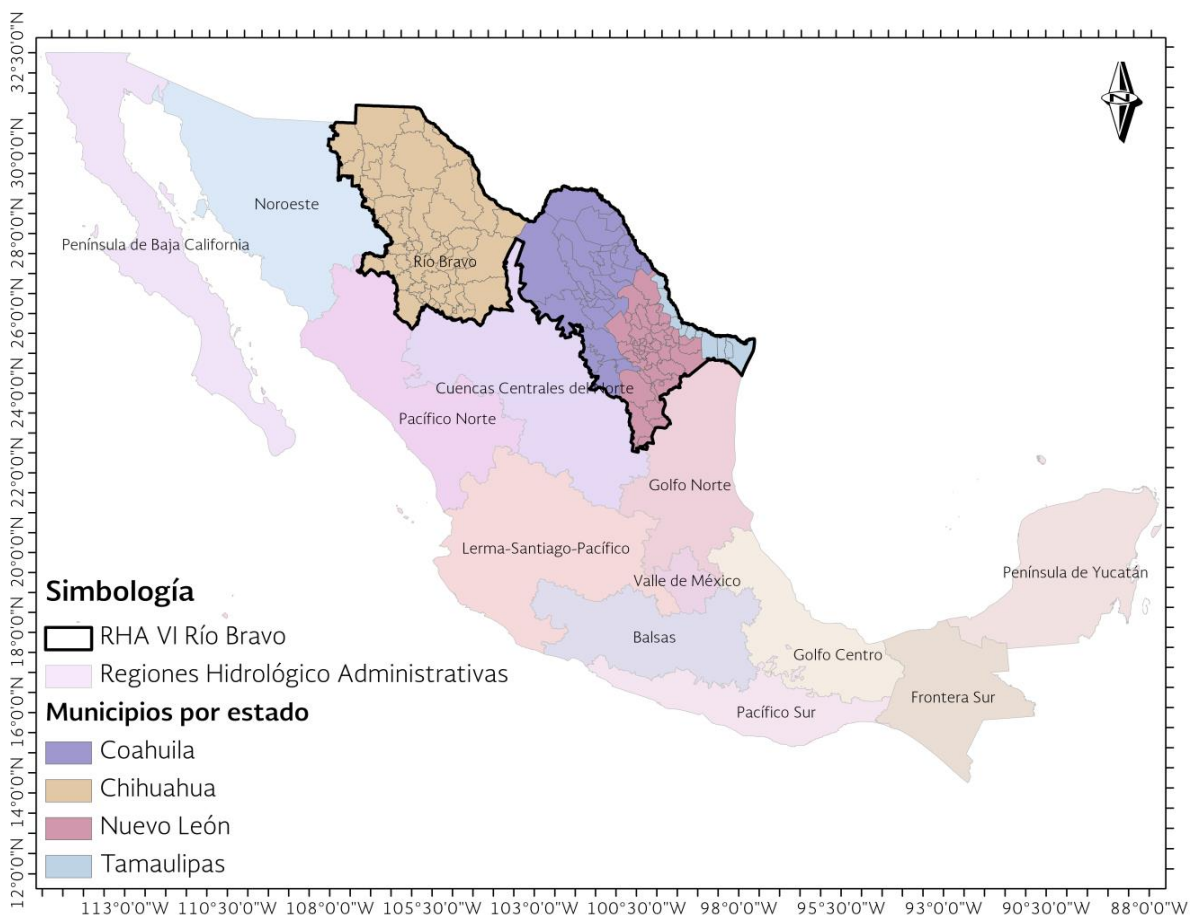 32°30'0"N
30°0'0"N
28°0'0"N
26°0'0"N
24°0'0"N
22°0'0"N
20°0'0"N
18°0'0"N
16°0'0"N
14°0'0"N
12°0'0"N
N
Noroeste
Península de Baja California
Río Bravo
Cuencas Centrales del Norte
Pacífico Norte
Golfo Norte
Lerma-Santiago-Pacífico
Valle de México
Península de Yucatán
Balsas
Golfo Centro
Frontera Sur
Pacífico Sur
Simbología
RHA VI Río Bravo
Regiones Hidrológico Administrativas
Municipios por estado
Coahuila
Chihuahua
Nuevo León
Tamaulipas
113°0'0"W 110°30'0"W 108°0'0"W 105°30'0"W 103°0'0"W 100°30'0"W 98°0'0"W 95°30'0"W 93°0'0"W 90°30'0"W 88°0'0"W